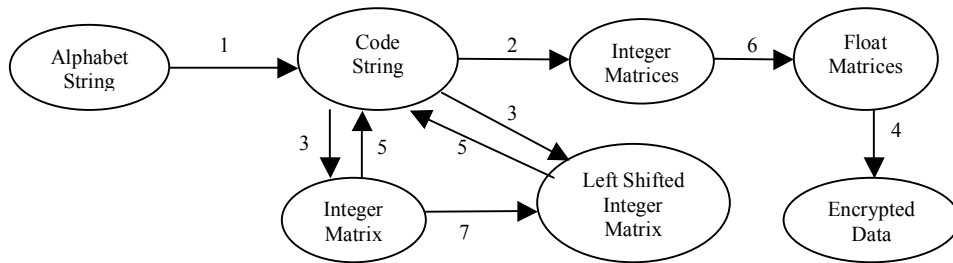 Alphabet
String
1
Code
String
2
Integer
Matrices
6
Float
Matrices
3
5
3
5
4
Integer
Matrix
7
Left Shifted
Integer
Matrix
Encrypted
Data